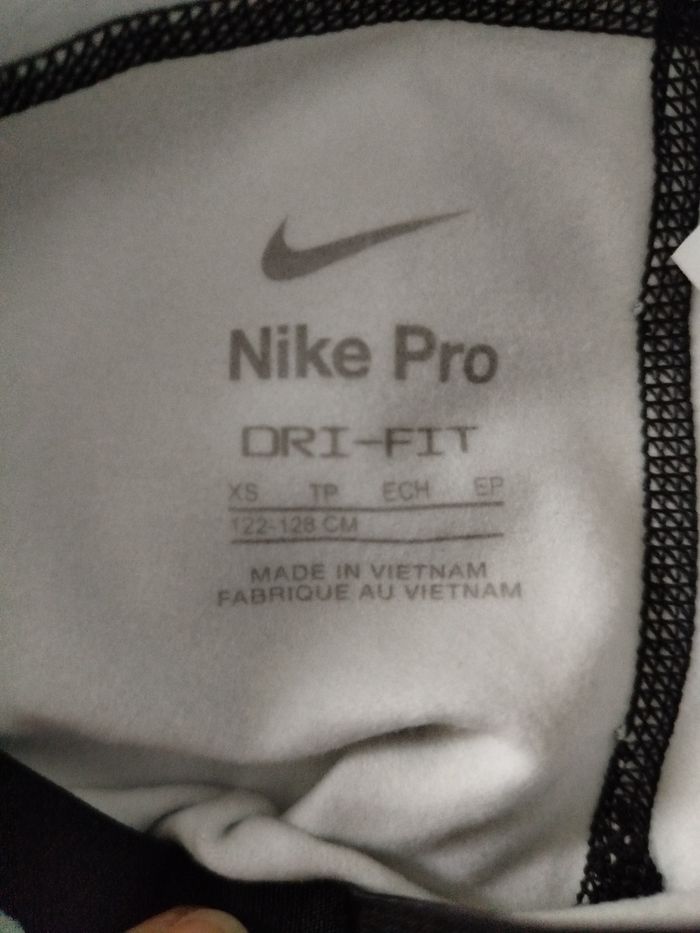 Nike Pro
DRI-FIT
XS TP ECH EP
122-128 CM
MADE IN VIETNAM
FABRIQUE AU VIETNAM